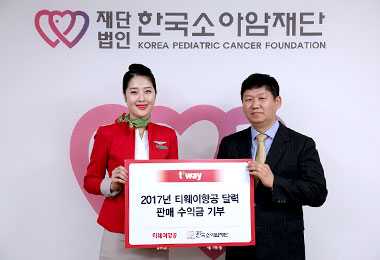 재단
법인
한국소아암재단
KOREA PEDIATRIC CANCER FOUNDATION
t'way
2017년 티웨이항공 달력
판매 수익금 기부
티웨이항공 한국소아암재단